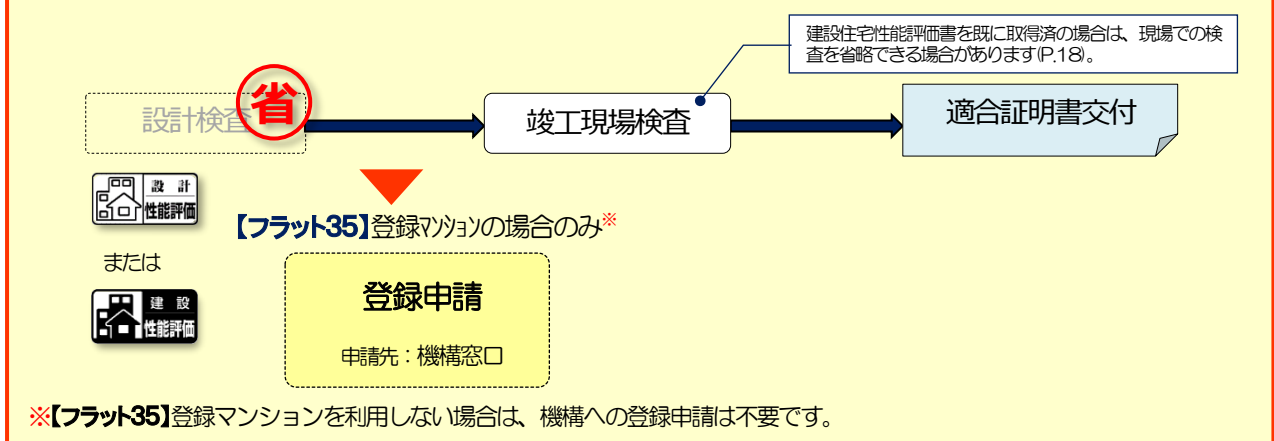 建設住宅性能評価書を既に取得済の場合は、現場での検
査を省略できる場合があります(P.18)。
設計検査
省
竣工現場検査
適合証明書交付
設計
性能評価
【フラット35】登録マンションの場合のみ※
または
建設
性能評価
登録申請
申請先：機構窓口
※【フラット35】登録マンションを利用しない場合は、機構への登録申請は不要です。